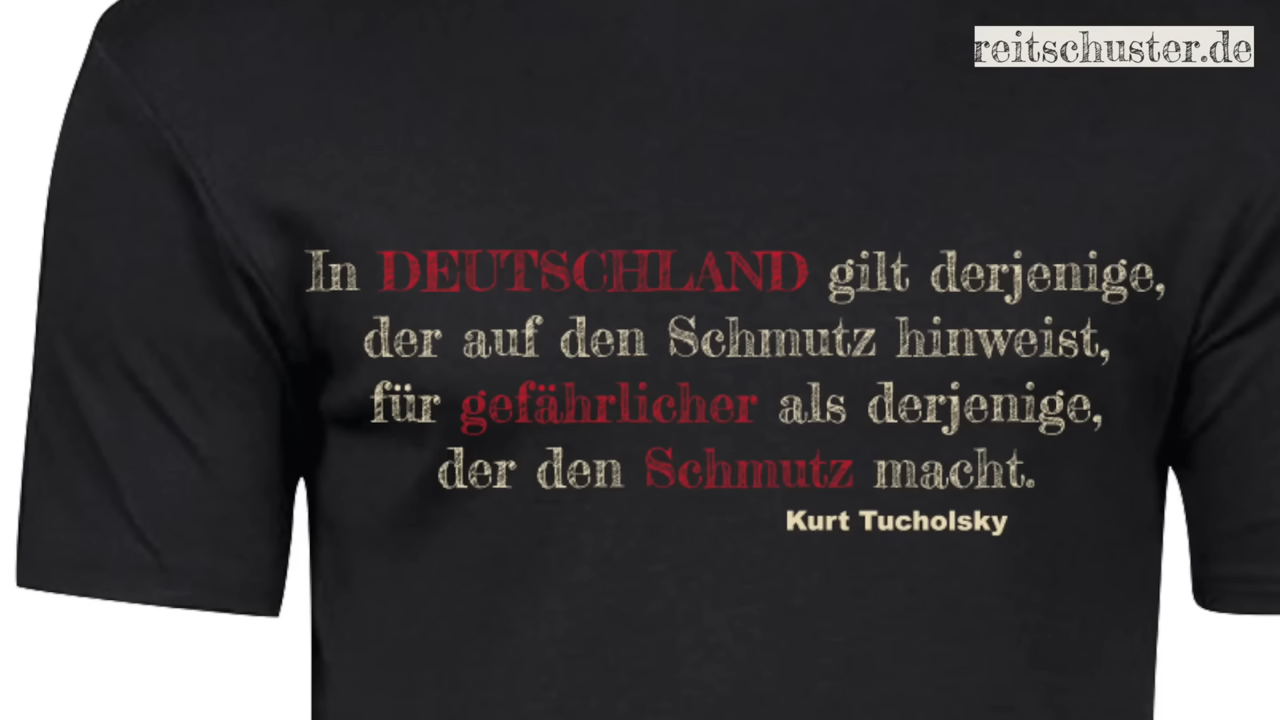 reitschuster.de
In DEUTSCHLAND gilt derjenige,
der auf den Schmutz hinweist,
für gefährlicher als derjenige,
der den Schmutz macht.
Kurt Tucholsky